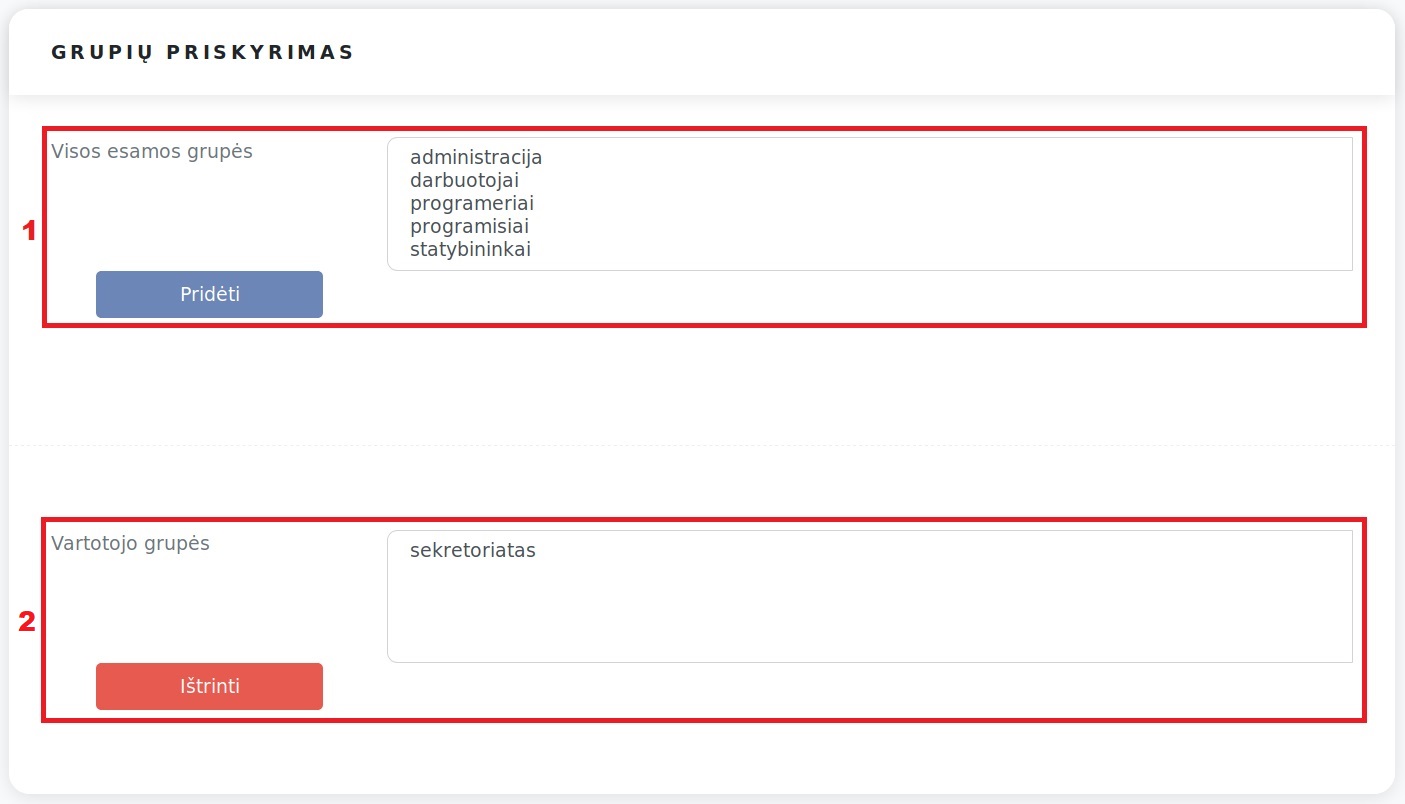 GRUPIŲ PRISKYRIMAS
Visos esamos grupės
administracija
darbuotojai
programeriai
programisiai
statybininkai
1
Pridėti
Vartotojo grupės
sekretoriatas
2
Ištrinti